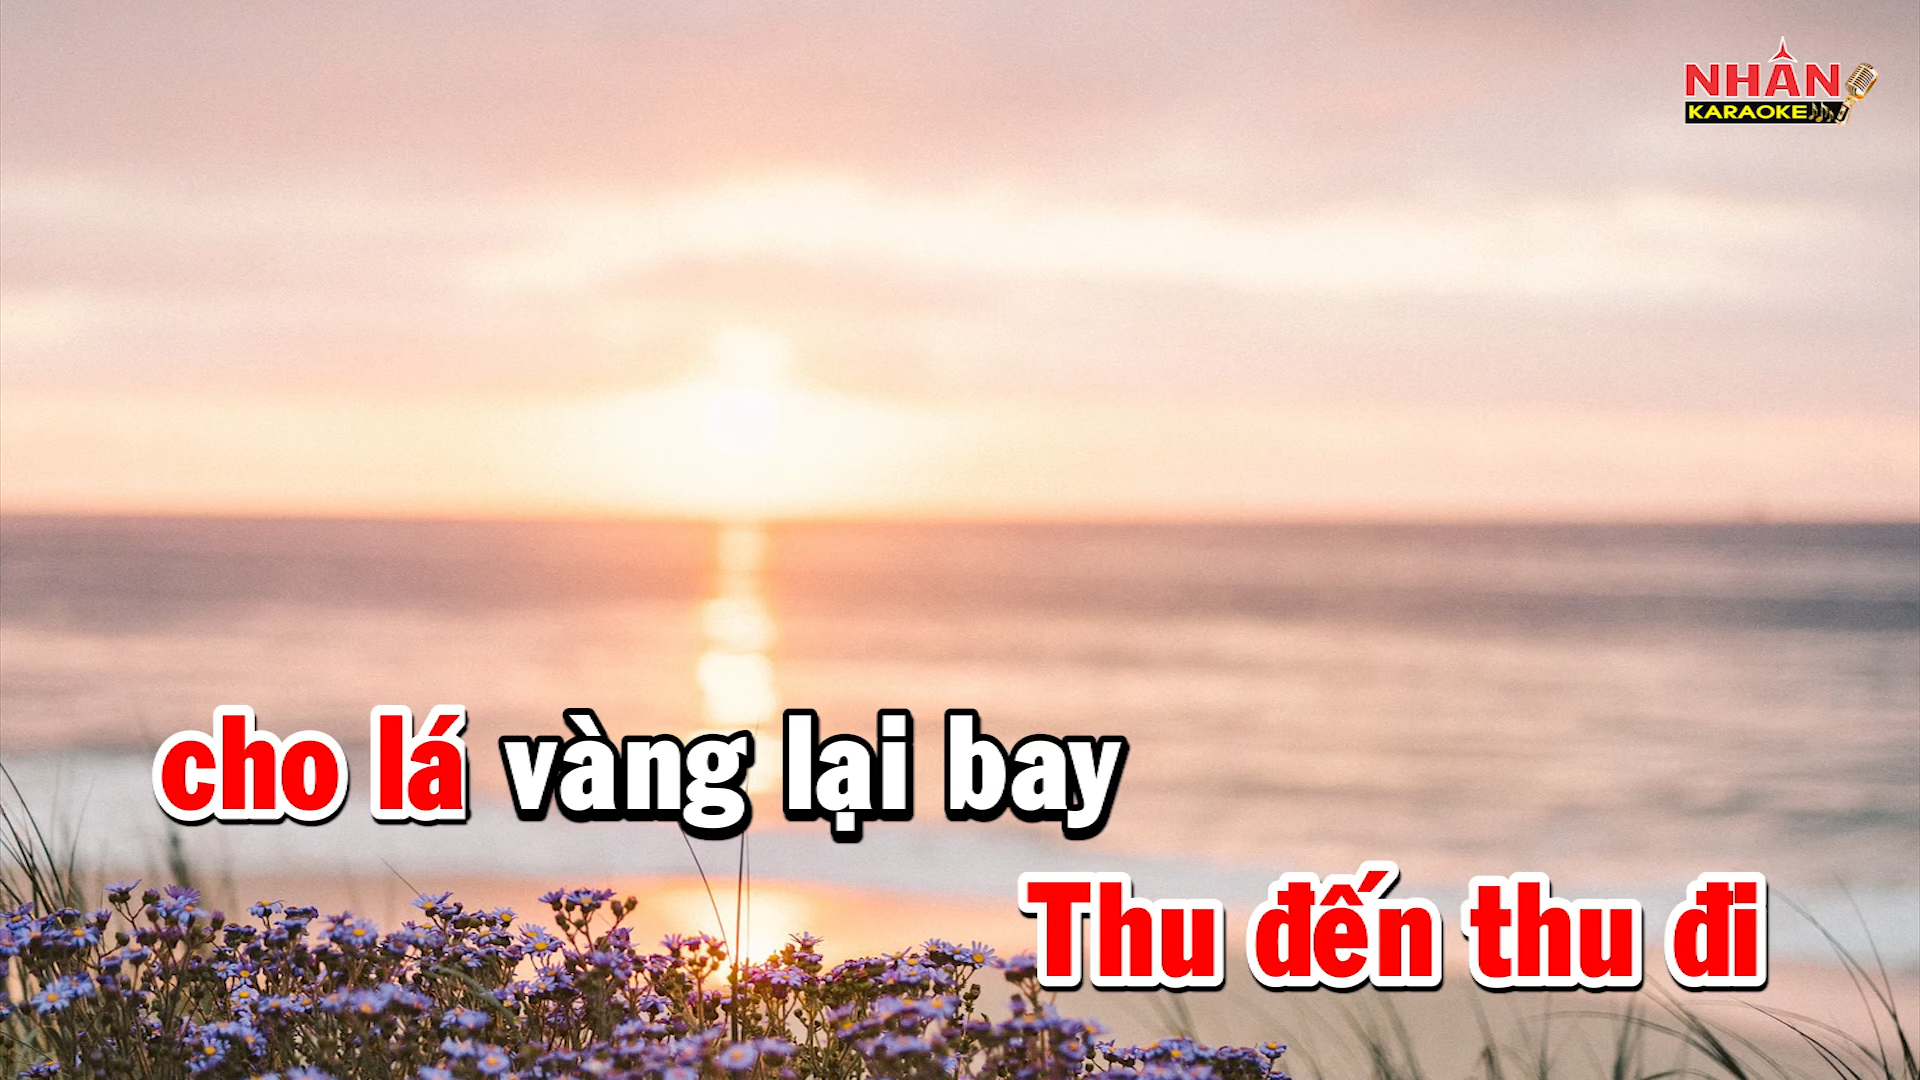 NHÂN
KARAOKE
cho lá vàng lại bay
Thu đến thu đi